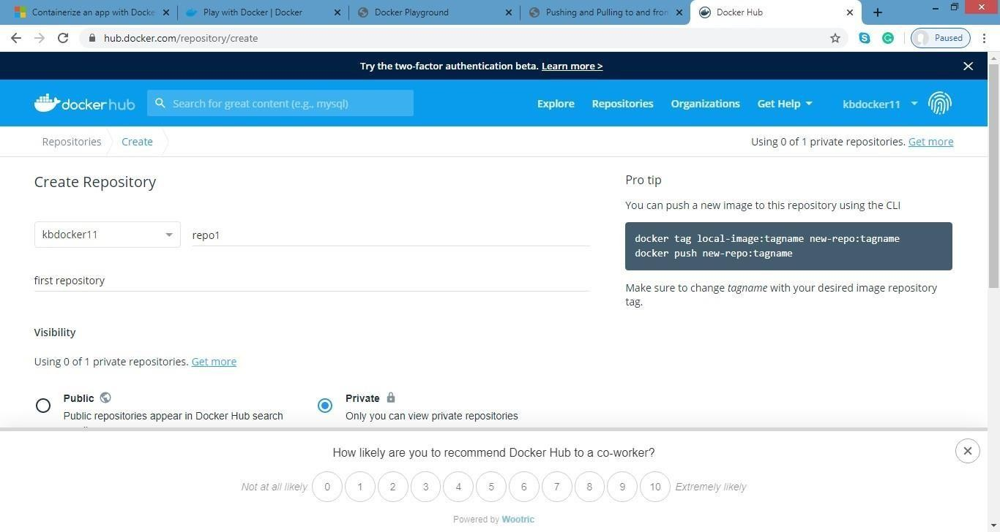 Containerize an app with Docke
Play with Docker | Docker
Docker Playground
Pushing and Pulling to and from
Docker Hub
hub.docker.com/repository/create
Paused
Try the two-factor authentication beta. Learn more >
docker hub
Search for great content (e.g., mysql)
Explore
Repositories
Organizations
Get Help
kbdocker11
Repositories
Create
Using 0 of 1 private repositories. Get more
Create Repository
kbdocker11
repo1
first repository
Pro tip
You can push a new image to this repository using the CLI
docker tag local-image:tagname new-repo:tagname
docker push new-repo:tagname
Make sure to change tagname with your desired image repository
tag.
Visibility
Using 0 of 1 private repositories. Get more
Public
Public repositories appear in Docker Hub search
Private
Only you can view private repositories
How likely are you to recommend Docker Hub to a co-worker?
Not at all likely 0 1 2 3 4 5 6 7 8 9 10 Extremely likely
Powered by Wootric